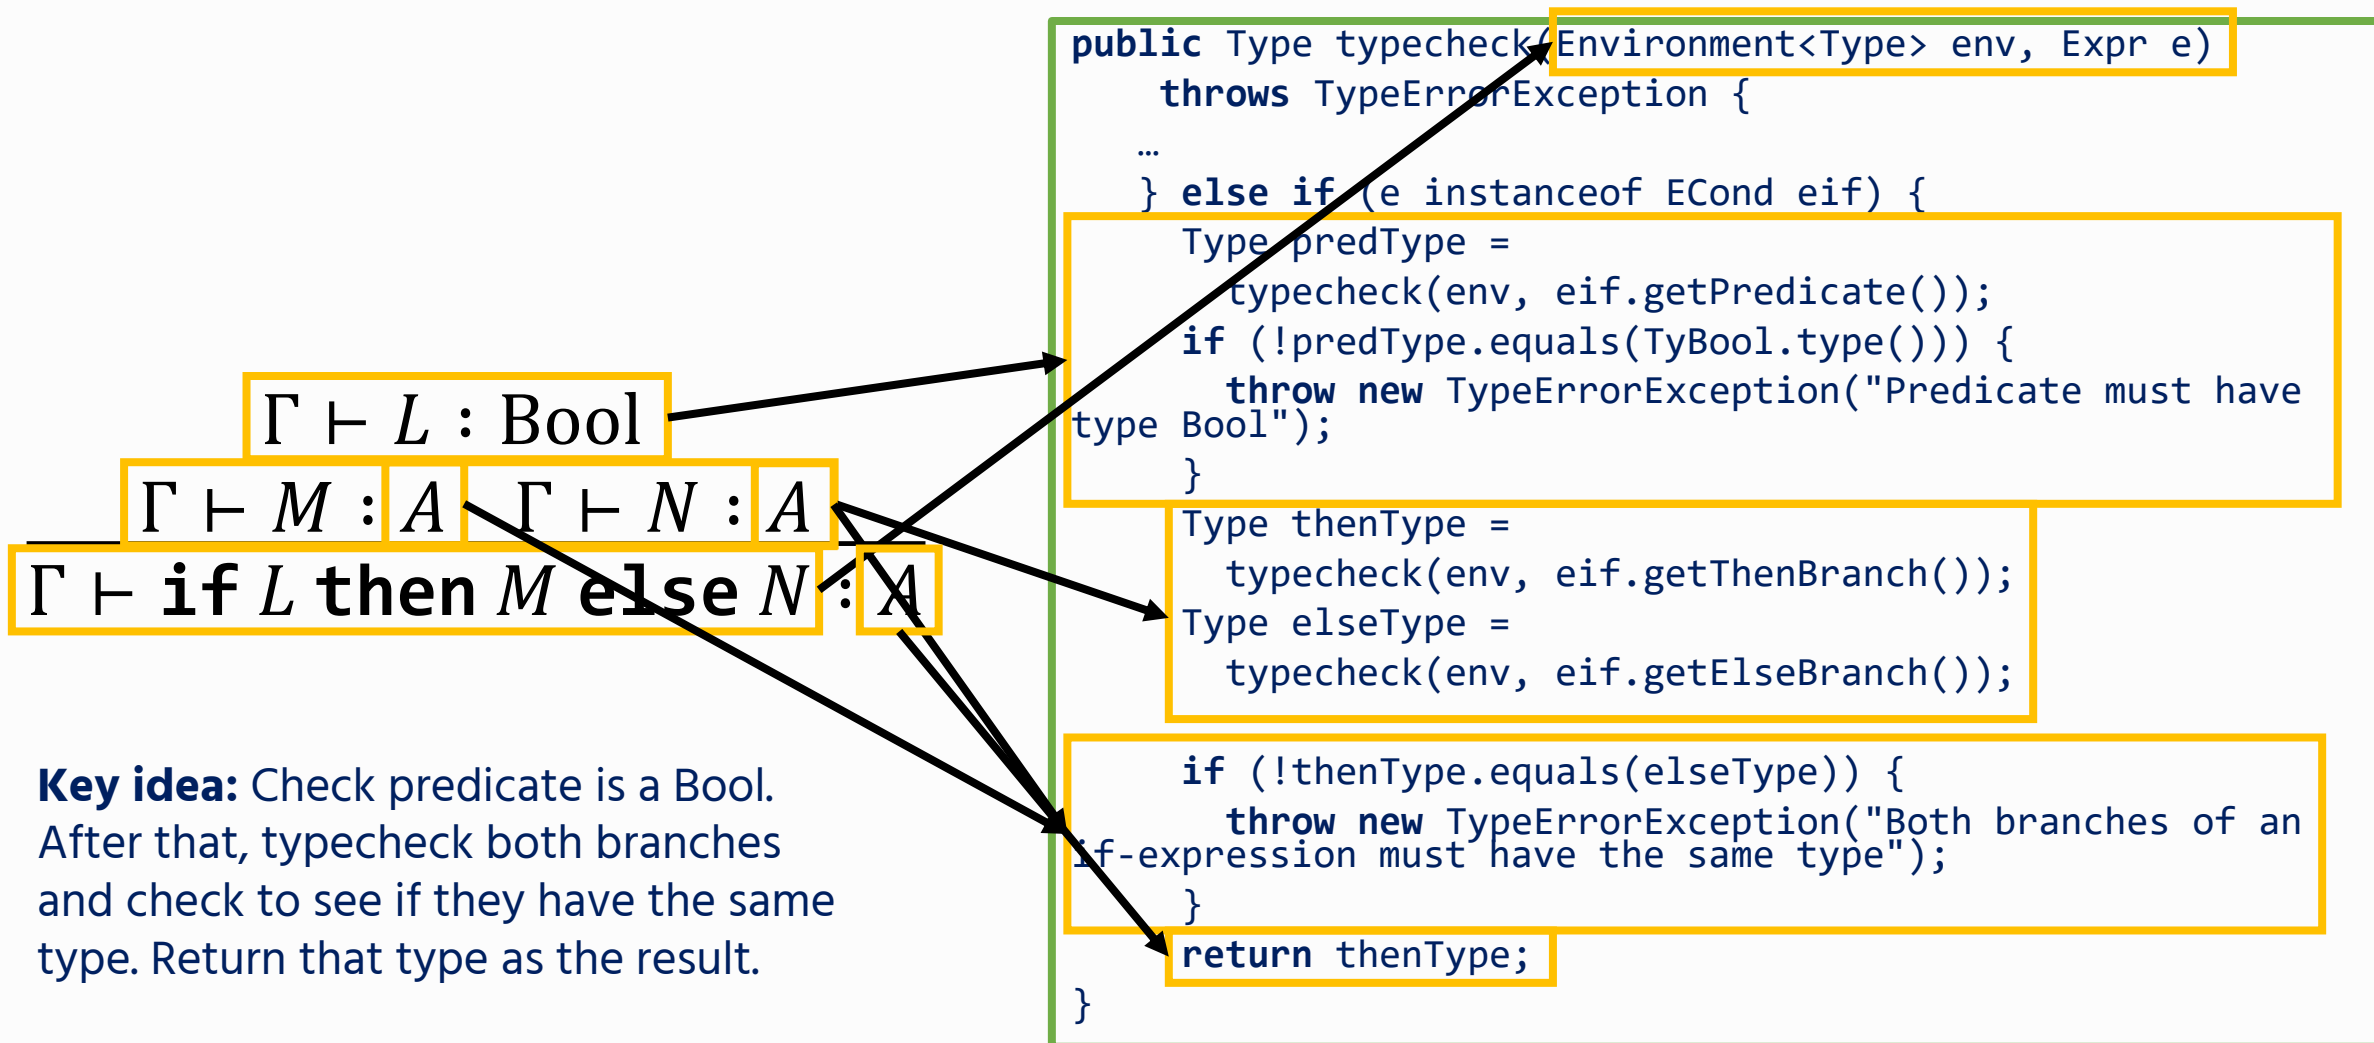 Γ ⊢ L : Bool
Γ ⊢ M : A Γ ⊢ N : A
Γ ⊢ if L then M else N : A
Key idea: Check predicate is a Bool.
After that, typecheck both branches
and check to see if they have the same
type. Return that type as the result.
public Type typecheck(Environment<Type> env, Expr e)
throws TypeErrorException {
…
} else if (e instanceof ECond eif) {
Type predType =
typecheck(env, eif.getPredicate());
if (!predType.equals(TyBool.type())) {
throw new TypeErrorException("Predicate must have
type Bool");
}
Type thenType =
typecheck(env, eif.getThenBranch());
Type elseType =
typecheck(env, eif.getElseBranch());
if (!thenType.equals(elseType)) {
throw new TypeErrorException("Both branches of an
if-expression must have the same type");
}
return thenType;
}